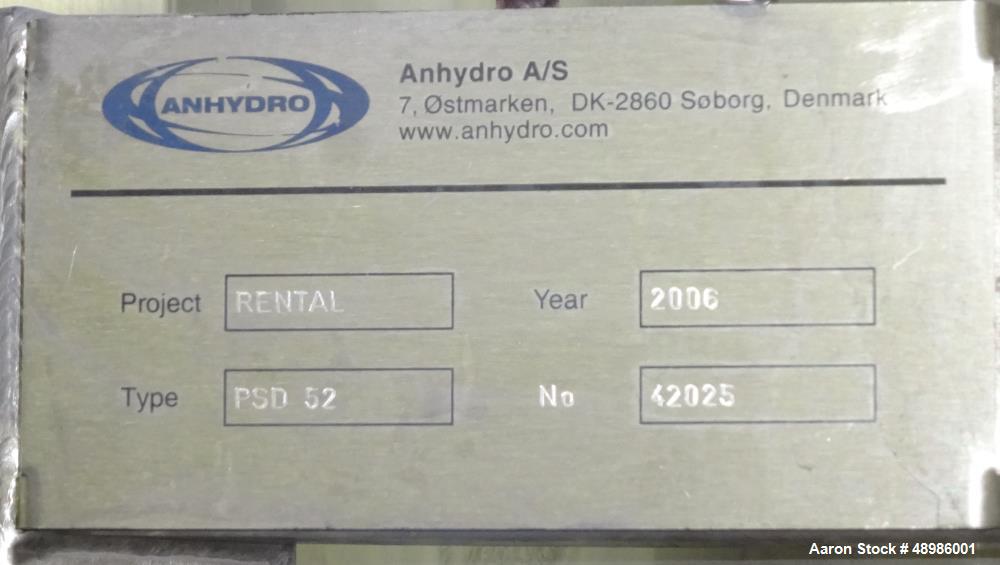 ANHYDRO
Anhydro A/S
7, Østmarken, DK-2860 Søborg, Denmark
www.anhydro.com
Project RENTAL Year 2006
Type PSD 52 No 42025
Aaron Stock # 48986001